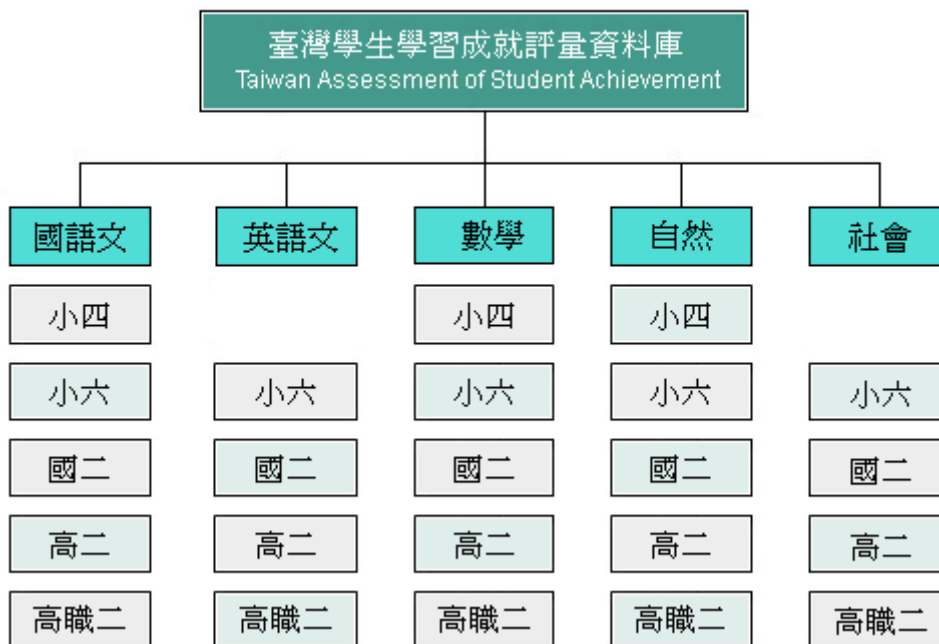 臺灣學生學習成就評量資料庫
Taiwan Assessment of Student Achievement
國語文 英語文 數學 自然 社會
小四 小四 小四
小六 小六 小六 小六 小六
國二 國二 國二 國二 國二
高二 高二 高二 高二 高二
高職二 高職二 高職二 高職二 高職二